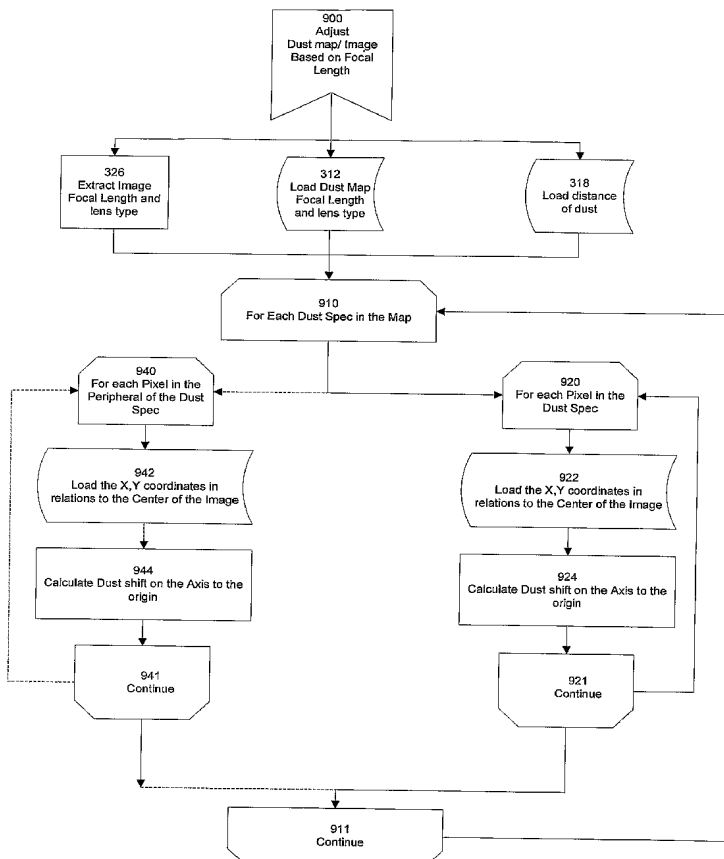 900
Adjust
Dust map/ Image
Based on Focal
Length
326
Extract Image
Focal Length and
lens type
312
Load Dust Map
Focal Length
and lens type
318
Load distance
of dust
910
For Each Dust Spec in the Map
940
For each Pixel in the
Peripheral of the Dust
Spec
920
For each Pixel in the
Dust Spec
942
Load the X,Y coordinates in
relations to the Center of the Image
922
Load the X,Y coordinates in
relations to the Center of the Image
944
Calculate Dust shift on the Axis to the
origin
924
Calculate Dust shift on the Axis to the
origin
941
Continue
921
Continue
911
Continue